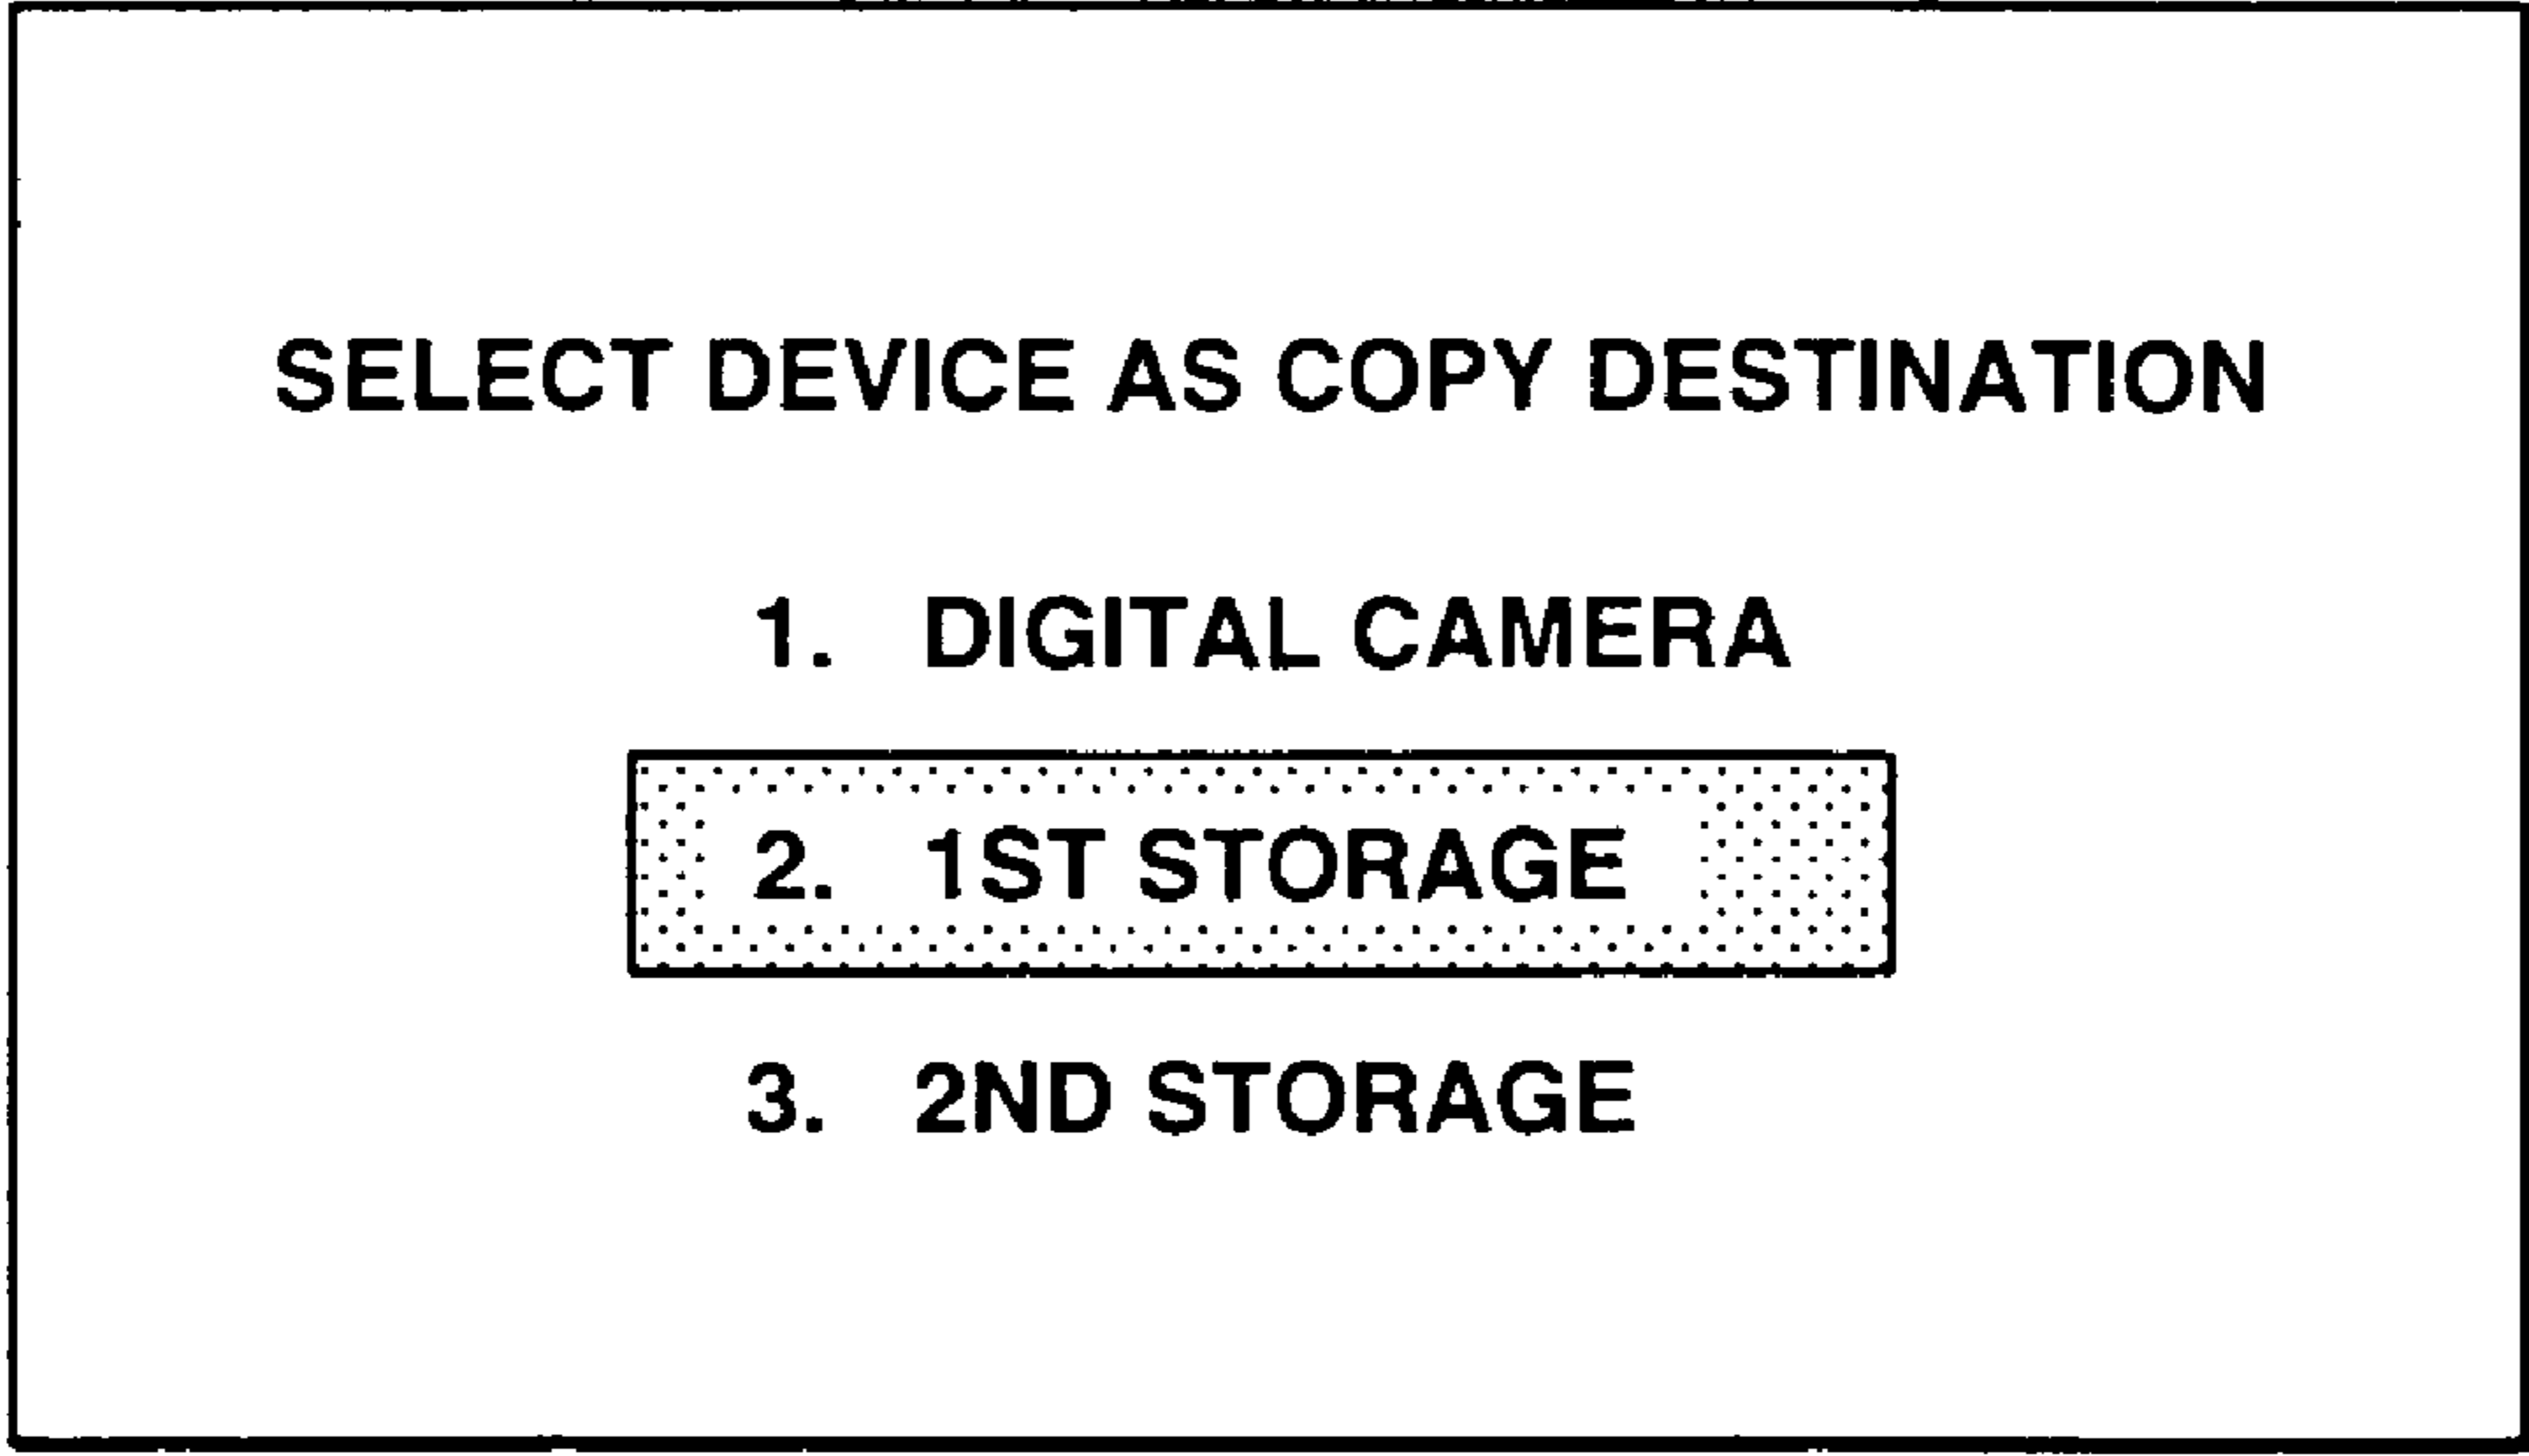 SELECT DEVICE AS COPY DESTINATION
1. DIGITAL CAMERA
2. 1ST STORAGE
3. 2ND STORAGE